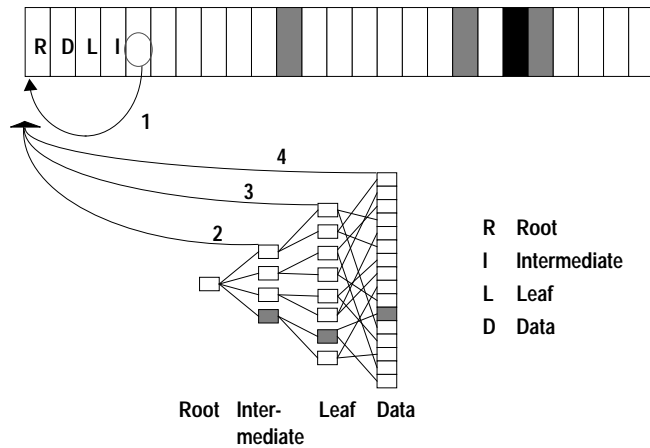 R D L I
1
4
3
2
R Root
I Intermediate
L Leaf
D Data
Root Inter- Leaf Data
mediate